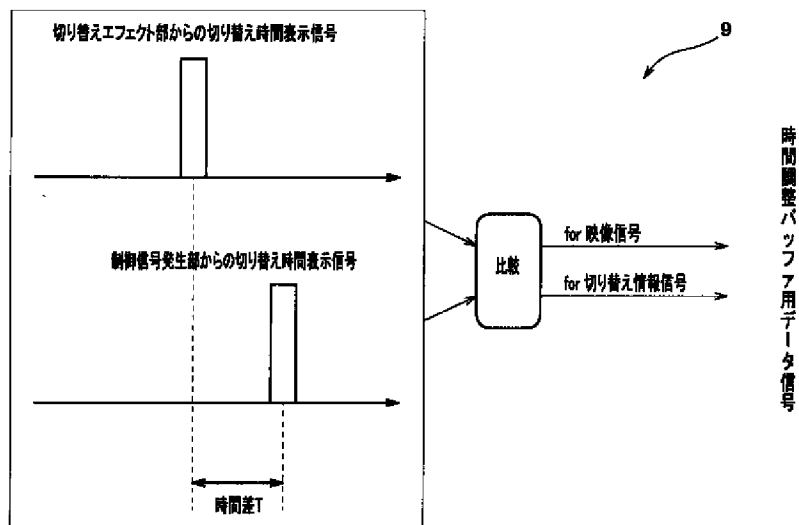 切り替えエフェクト部からの切り替え時間表示信号
9
制御信号発生部からの切り替え時間表示信号
比較
for 映像信号
for 切り替え情報信号
時間調整バッファ用データ信号
時間差T